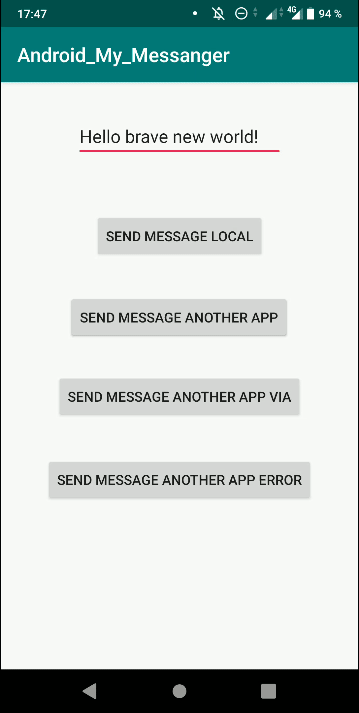 17:47 4G 94 %
Android_My_Messanger
Hello brave new world!
SEND MESSAGE LOCAL
SEND MESSAGE ANOTHER APP
SEND MESSAGE ANOTHER APP VIA
SEND MESSAGE ANOTHER APP ERROR